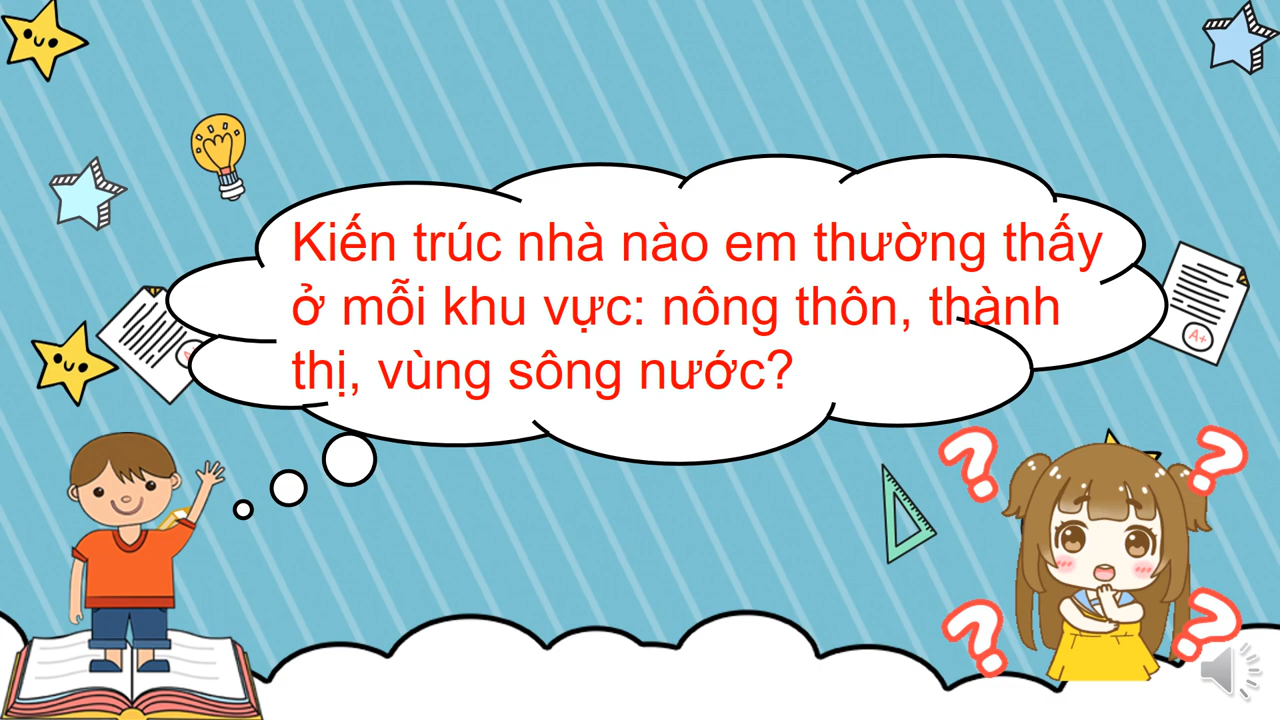 Kiến trúc nhà nào em thường thấy
ở mỗi khu vực: nông thôn, thành
thị, vùng sông nước?
A+
A+